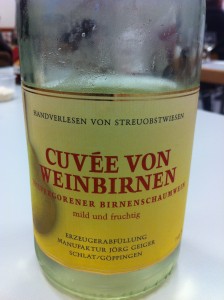 HANDVERLESEN VON STREUOBSTWIESEN
CUVÉE VON
WEINBIRNEN
BIRNENSCHAUMWEIN
mild und fruchtig
ERZEUGERABFÜLLUNG
MANUFAKTUR JÖRG GEIGER
SCHLAT/GÖPPINGEN